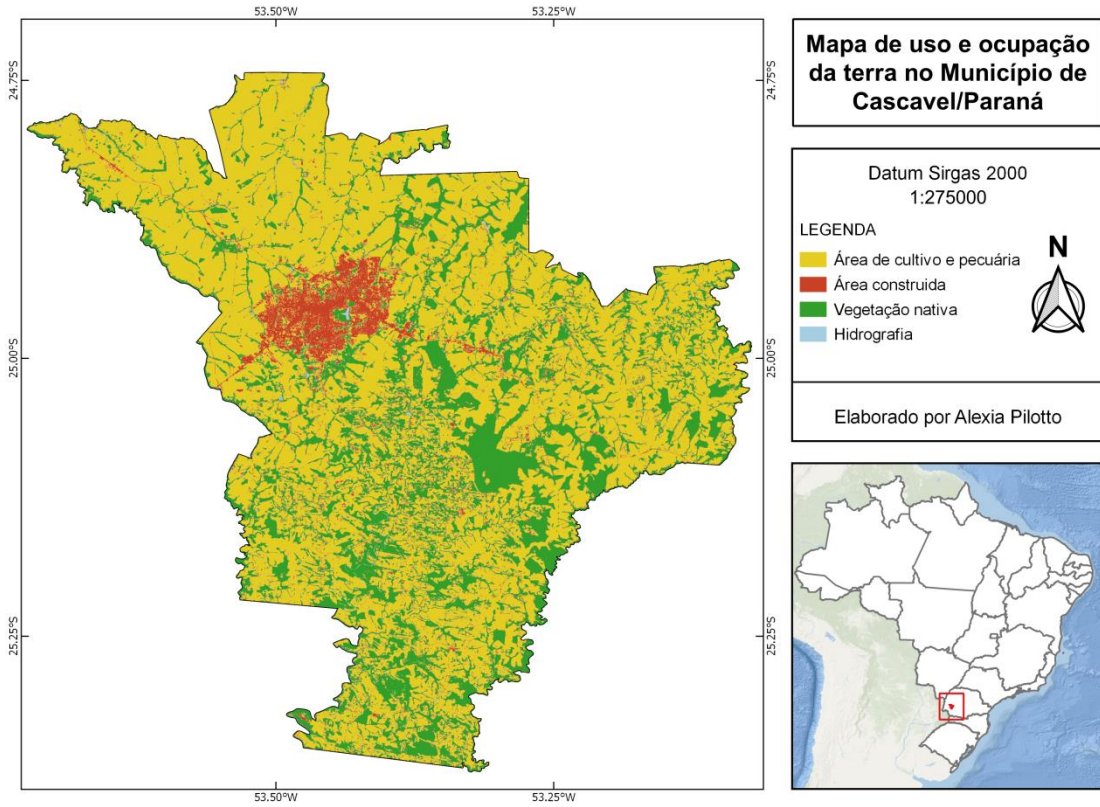 53.50°W
53.25°W
24.75°S
24.75°S
25.00°S
25.00°S
25.25°S
25.25°S
53.50°W
53.25°W
Mapa de uso e ocupação
da terra no Município de
Cascavel/Paraná
Datum Sirgas 2000
1:275000
LEGENDA
Área de cultivo e pecuária
Área construida
Vegetação nativa
Hidrografia
N
Elaborado por Alexia Pilotto